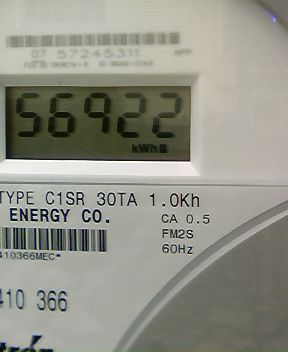 07 57245311
56922
kWh
TYPE C1SR 30TA 1.0Kh
ENERGY CO.
CA 0.5
FM2S
60Hz
410366MEC*
410 366